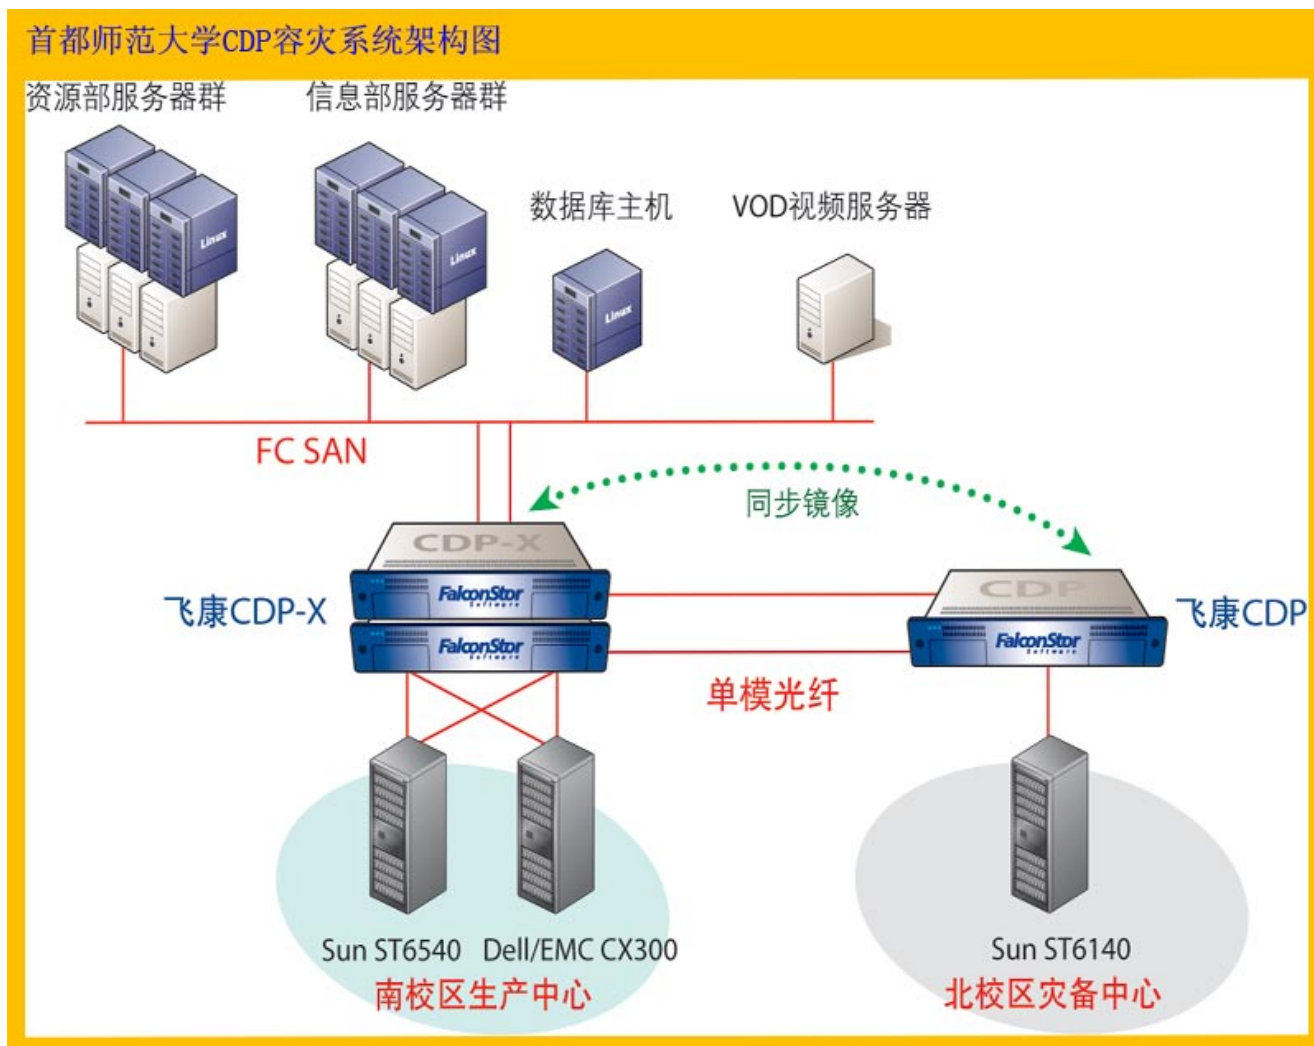 首都师范大学CDP容灾系统架构图
资源部服务器群
信息部服务器群
数据库主机
VOD视频服务器
Linux
Linux
Linux
FC SAN
同步镜像
CDP-X
CDP
飞康CDP-X
FalconStor
Software
FalconStor
Software
FalconStor
Software
飞康CDP
单模光纤
Sun ST6540
Dell/EMC CX300
Sun ST6140
南校区生产中心
北校区灾备中心